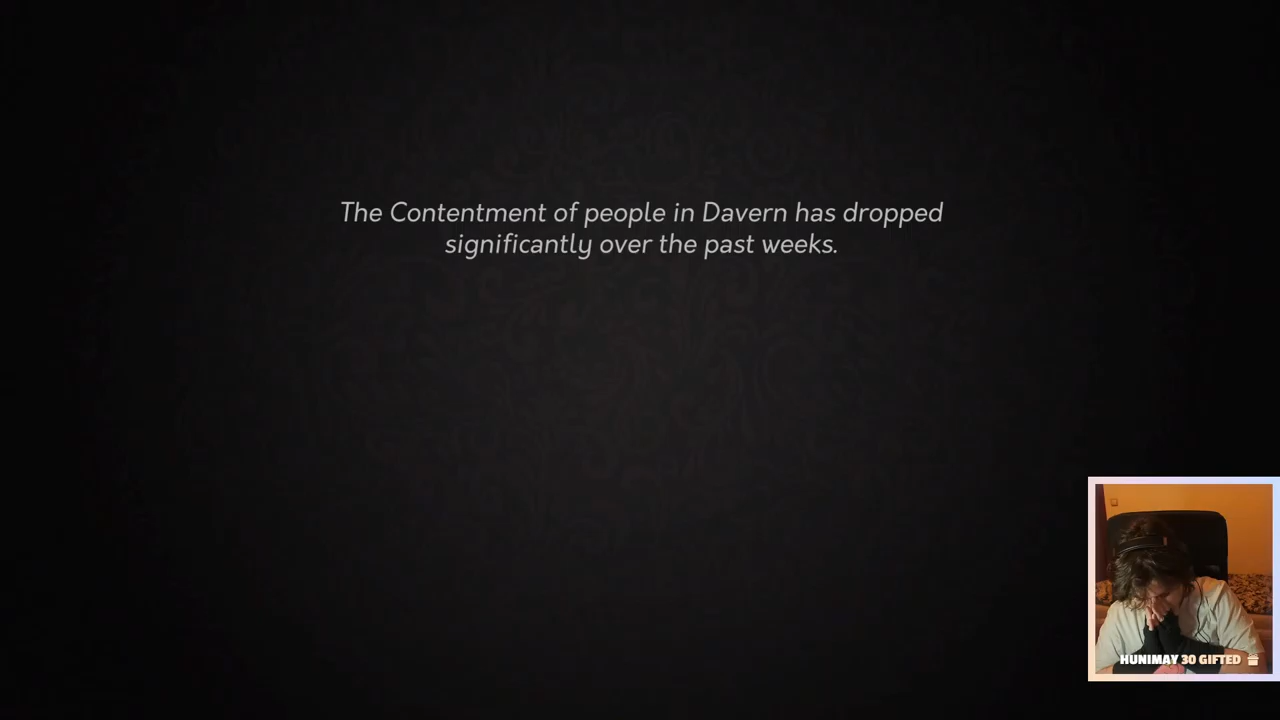 The Contentment of people in Davern has dropped
significantly over the past weeks.
HUNIMAY 30 GIFTED